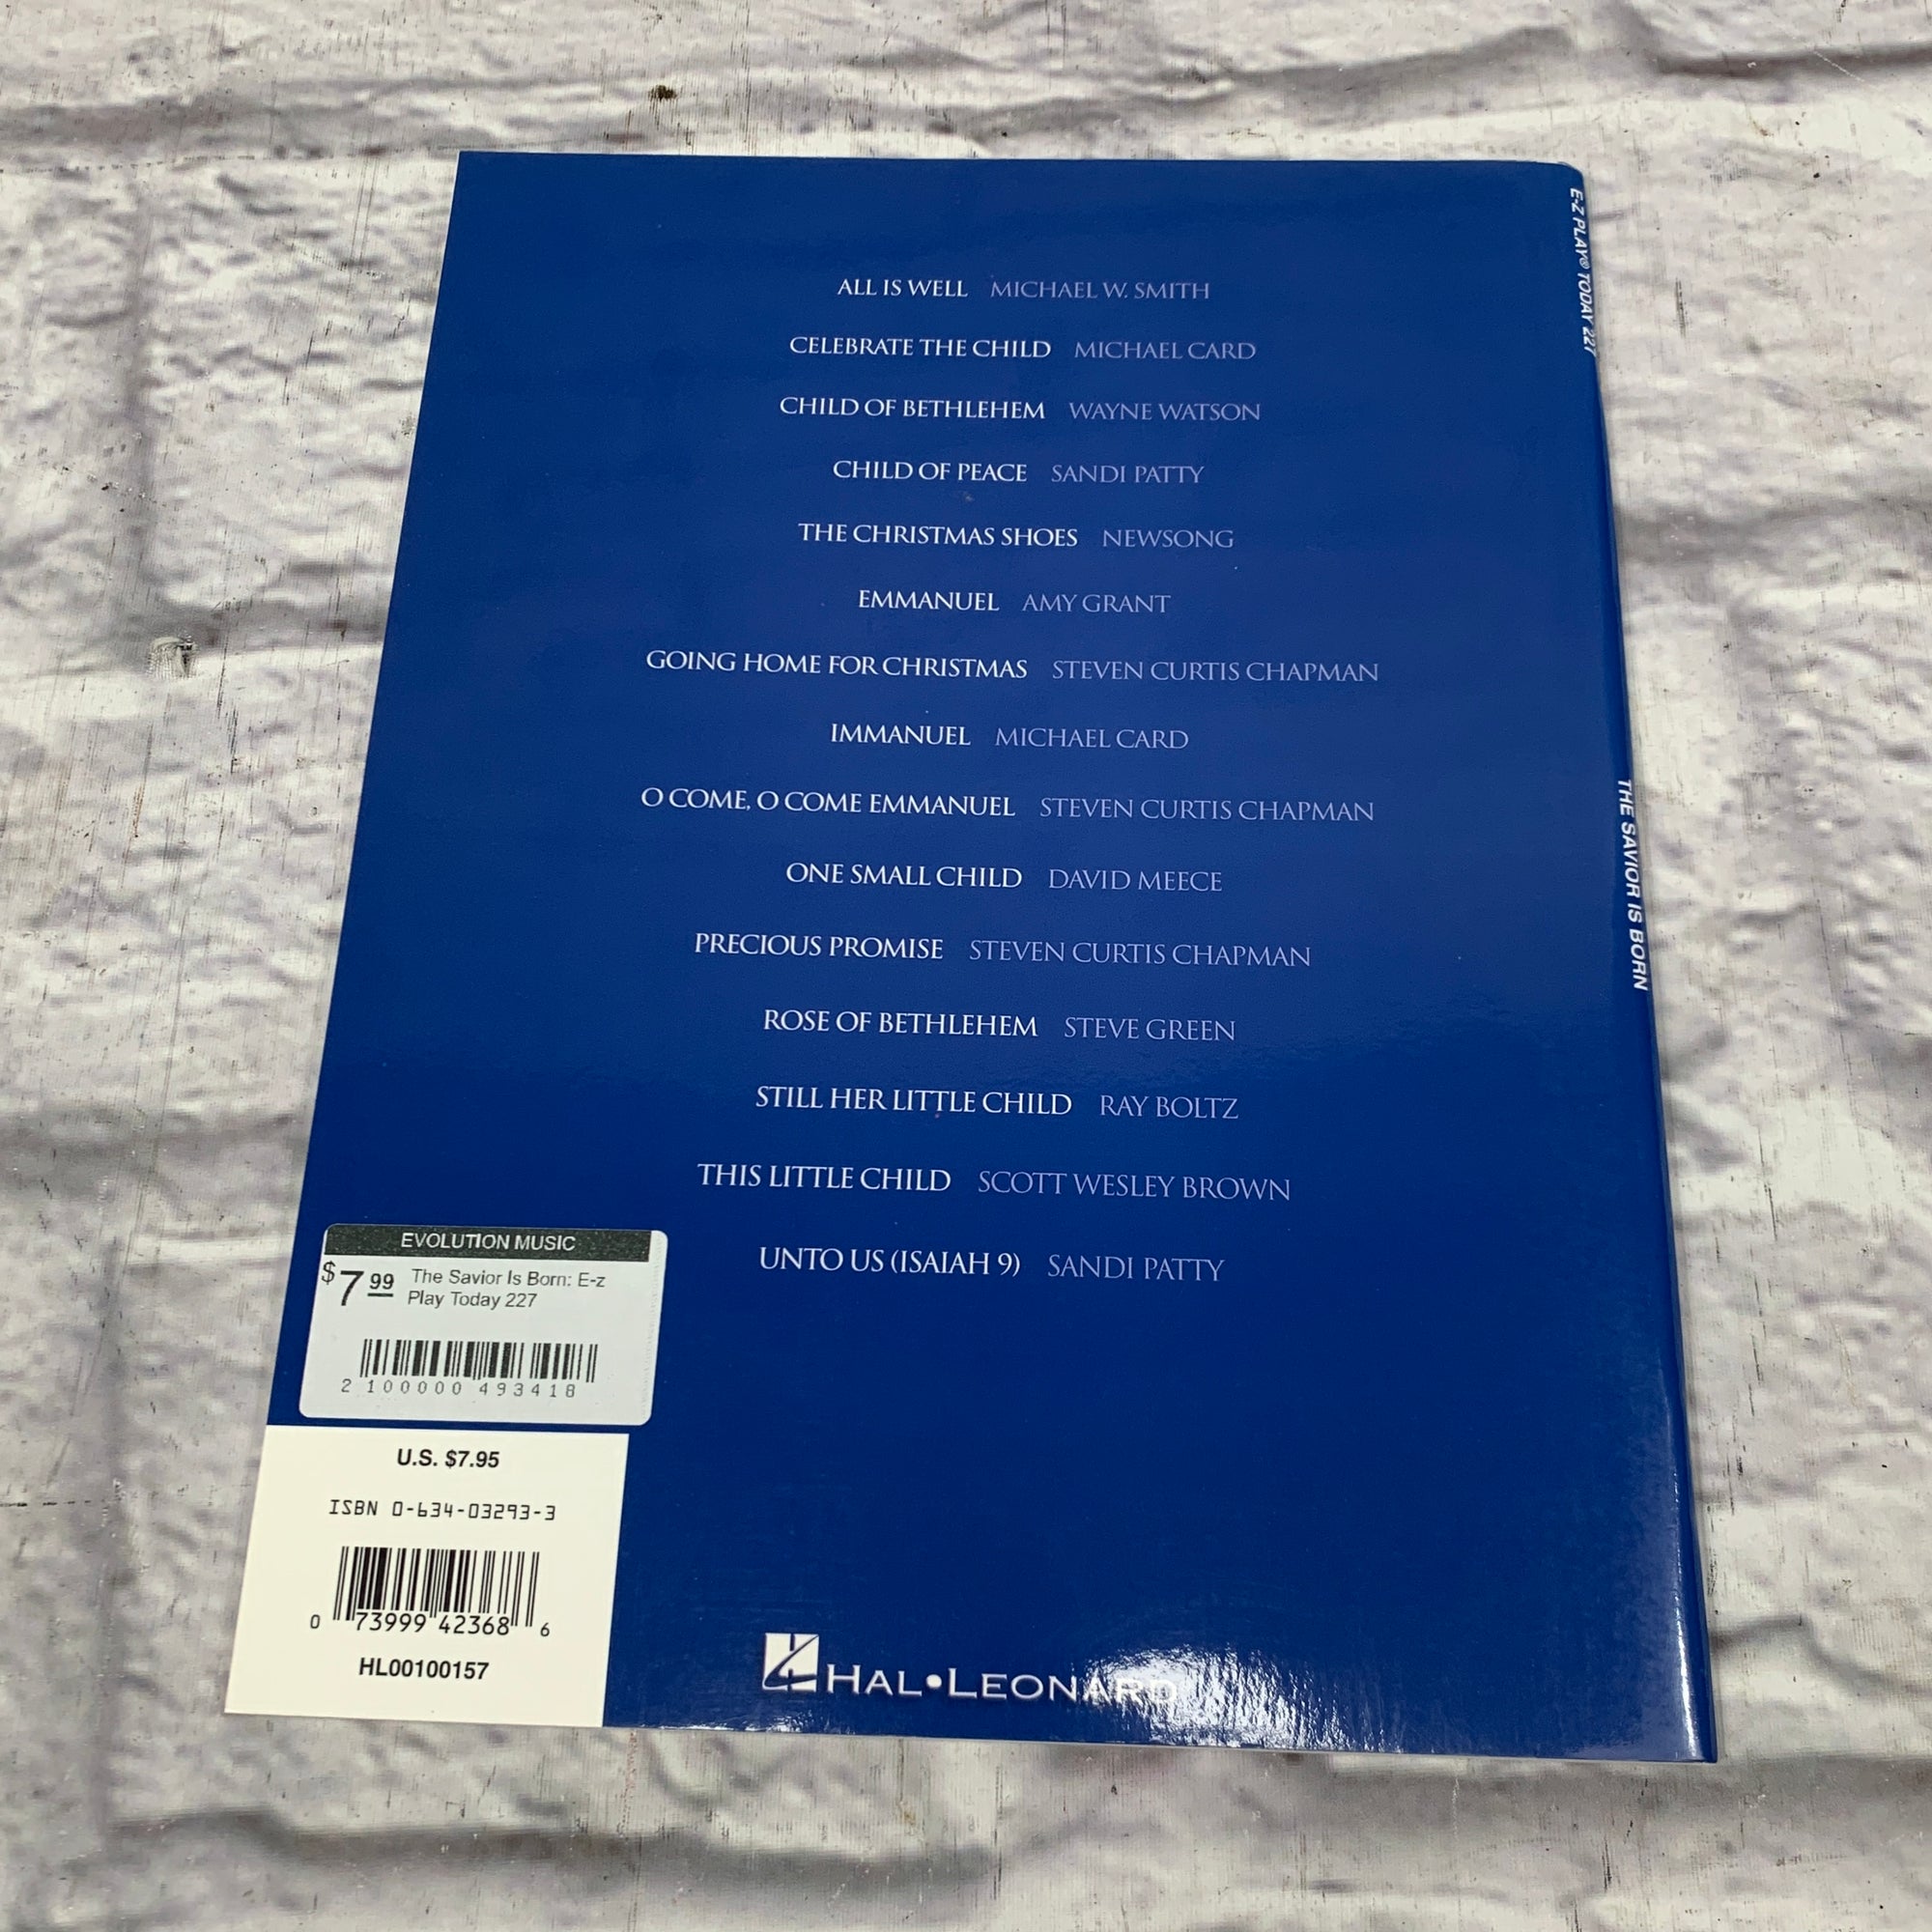 ALL IS WELL MICHAEL W. SMITH
CELEBRATE THE CHILD MICHAEL CARD
CHILD OF BETHLEHEM WAYNE WATSON
CHILD OF PEACE SANDI PATTY
THE CHRISTMAS SHOES NEWSONG
EMMANUEL AMY GRANT
GOING HOME FOR CHRISTMAS STEVEN CURTIS CHAPMAN
IMMANUEL MICHAEL CARD
O COME, O COME EMMANUEL STEVEN CURTIS CHAPMAN
ONE SMALL CHILD DAVID MEECE
PRECIOUS PROMISE STEVEN CURTIS CHAPMAN
ROSE OF BETHLEHEM STEVE GREEN
STILL HER LITTLE CHILD RAY BOLTZ
THIS LITTLE CHILD SCOTT WESLEY BROWN
UNTO US (ISAIAH 9) SANDI PATTY
EVOLUTION MUSIC
$7.99 The Savior Is Born: E-z
Play Today 227
2 100000 493418
U.S. $7.95
ISBN 0-634-03293-3
0 73999 42368 6
HL00100157
HAL•LEONARD
E-Z PLAY® TODAY 227
THE SAVIOR IS BORN